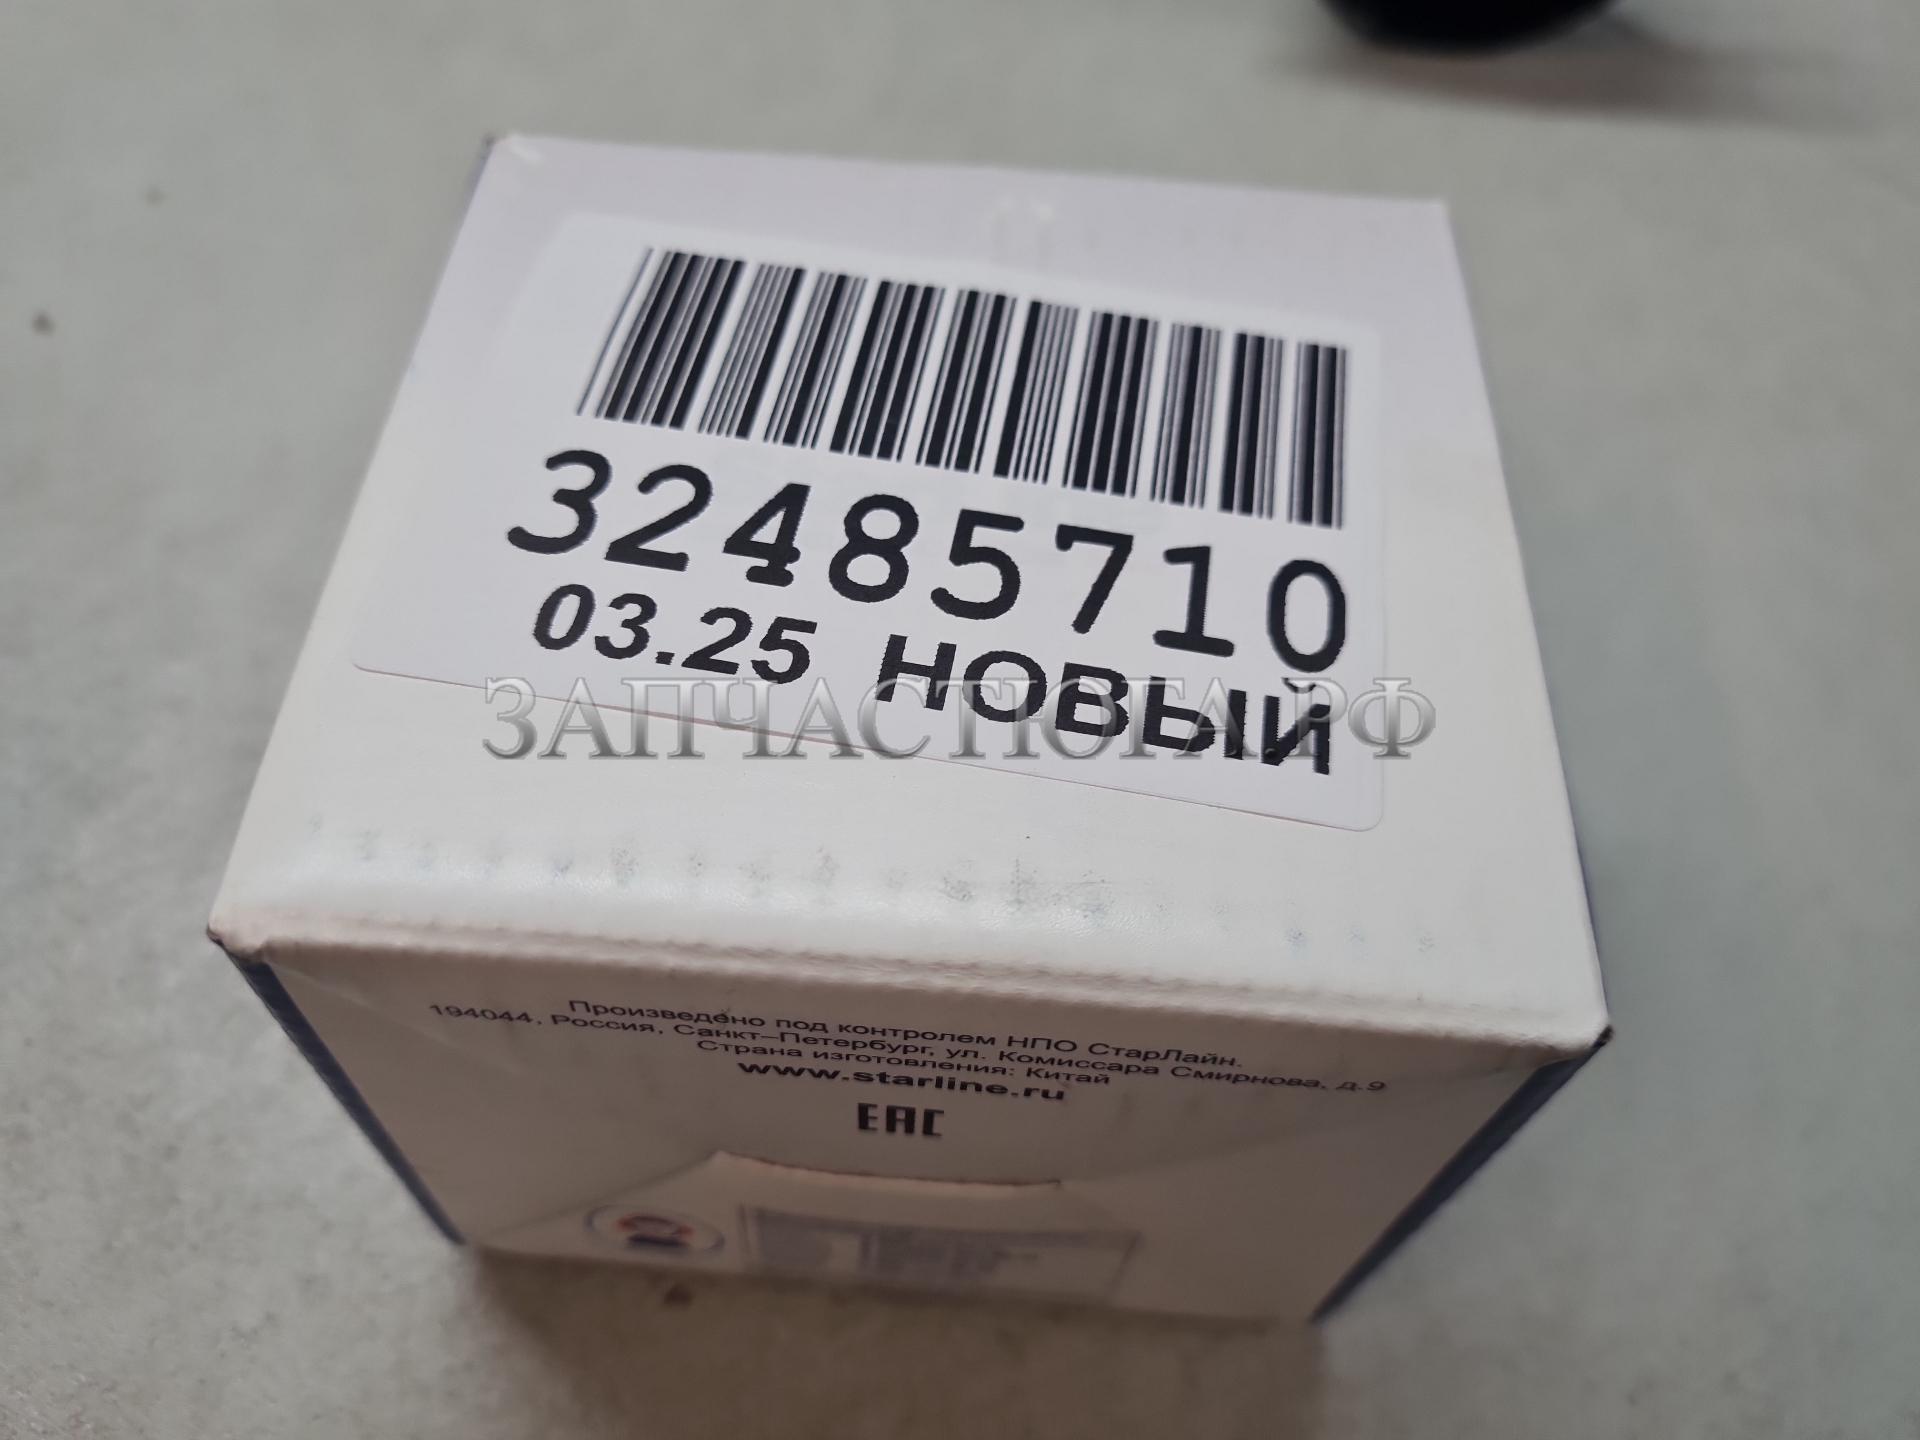 32485710
03.25 НОВЫЙ
ЗАПЧАСТЮГА.РФ
Произведено под контролем НПО СтарЛайн.
194044, Россия, Санкт-Петербург, ул. Комиссара Смирнова, д.9
Страна изготовления: Китай
www.starline.ru
EAC